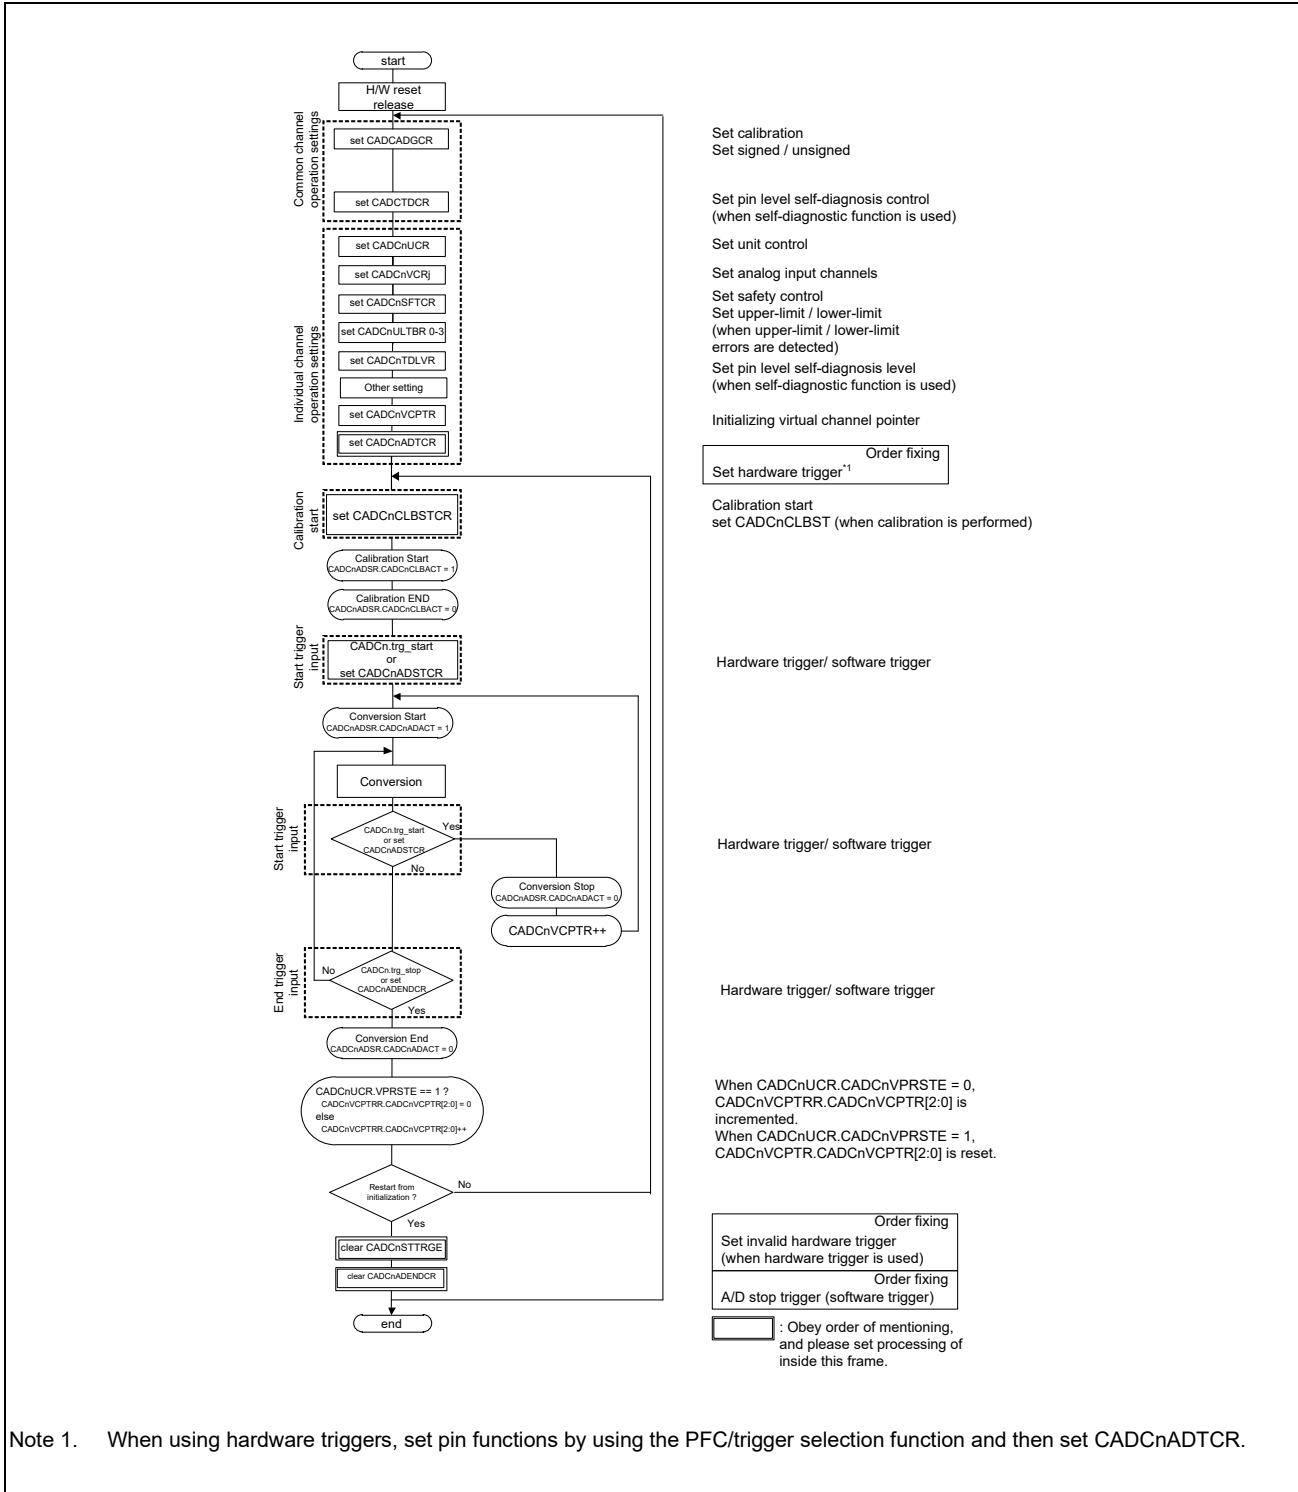 start
H/W reset
release
Common channel
operation settings
set CADCADGCR
Set calibration
Set signed / unsigned
set CADCTDCR
Set pin level self-diagnosis control
(when self-diagnostic function is used)
Individual channel
operation settings
set CADCnUCR
Set unit control
set CADCnVCRj
Set analog input channels
set CADCnSFTCR
Set safety control
set CADCnULTBR 0-3
Set upper-limit / lower-limit
(when upper-limit / lower-limit
errors are detected)
set CADCnTDLVR
Set pin level self-diagnosis level
(when self-diagnostic function is used)
Other setting
set CADCnVCPTR
Initializing virtual channel pointer
set CADCnADTCR
Order fixing
Set hardware trigger*1
Calibration
start
set CADCnCLBSTCR
Calibration start
set CADCnCLBST (when calibration is performed)
Calibration Start
CADCnADSR.CADCnCLBACT = 1
Calibration END
CADCnADSR.CADCnCLBACT = 0
Start trigger
input
CADCn.trg_start
or
set CADCnADSTCR
Hardware trigger/ software trigger
Conversion Start
CADCnADSR.CADCnADACT = 1
Conversion
Start trigger
input
CADCn.trg_start
or set
CADCnADSTCR
Yes
No
Hardware trigger/ software trigger
Conversion Stop
CADCnADSR.CADCnADACT = 0
CADCnVCPTR++
End trigger
input
No
CADCn.trg_stop
or set
CADCnADENDCR
Yes
Hardware trigger/ software trigger
Conversion End
CADCnADSR.CADCnADACT = 0
CADCnUCR.VPRSTE == 1 ?
CADCnVCPTRR.CADCnVCPTR[2:0] = 0
else
CADCnVCPTRR.CADCnVCPTR[2:0]++
When CADCnUCR.CADCnVPRSTE = 0,
CADCnVCPTRR.CADCnVCPTR[2:0] is
incremented.
When CADCnUCR.CADCnVPRSTE = 1,
CADCnVCPTR.CADCnVCPTR[2:0] is reset.
Restart from
initialization ?
No
Yes
clear CADCnSTTRGE
Order fixing
Set invalid hardware trigger
(when hardware trigger is used)
clear CADCnADENDCR
Order fixing
A/D stop trigger (software trigger)
end
: Obey order of mentioning,
and please set processing of
inside this frame.
Note 1. When using hardware triggers, set pin functions by using the PFC/trigger selection function and then set CADCnADTCR.